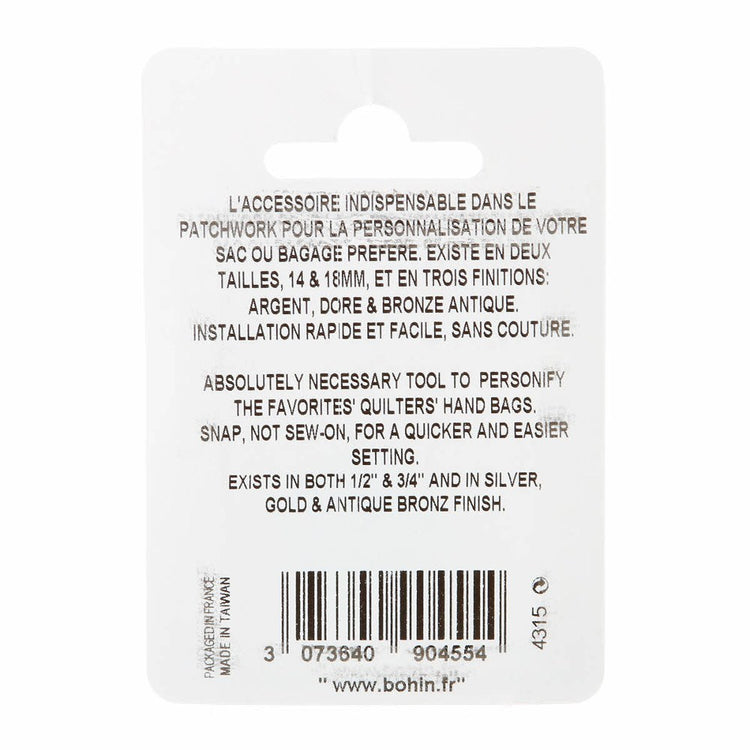 L'ACCESSOIRE INDISPENSABLE DANS LE
PATCHWORK POUR LA PERSONNALISATION DE VOTRE
SAC OU BAGAGE PREFERE. EXISTE EN DEUX
TAILLES, 14 & 18MM, ET EN TROIS FINITIONS:
ARGENT, DORE & BRONZE ANTIQUE.
INSTALLATION RAPIDE ET FACILE, SANS COUTURE.
ABSOLUTELY NECESSARY TOOL TO PERSONIFY
THE FAVORITES' QUILTERS' HAND BAGS.
SNAP, NOT SEW-ON, FOR A QUICKER AND EASIER
SETTING.
EXISTS IN BOTH 1/2" & 3/4" AND IN SILVER,
GOLD & ANTIQUE BRONZ FINISH.
PACKAGED IN FRANCE
MADE IN TAIWAN
3 073640 904554
4315
" www.bohin.fr"